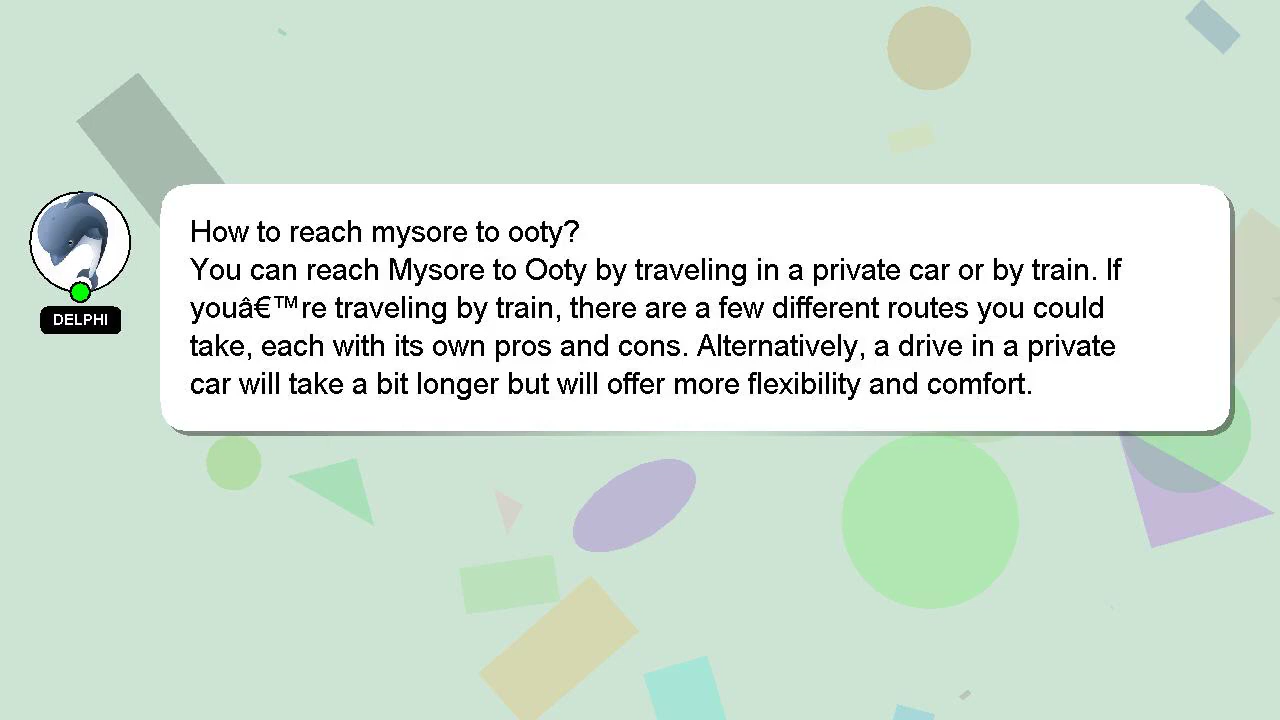 How to reach mysore to ooty?
You can reach Mysore to Ooty by traveling in a private car or by train. If
youâ€™re traveling by train, there are a few different routes you could
take, each with its own pros and cons. Alternatively, a drive in a private
car will take a bit longer but will offer more flexibility and comfort.
DELPHI